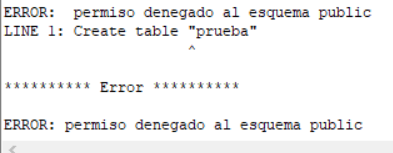 ERROR:  permiso denegado al esquema public
LINE 1: Create table "prueba"
^
********** Error **********
ERROR: permiso denegado al esquema public